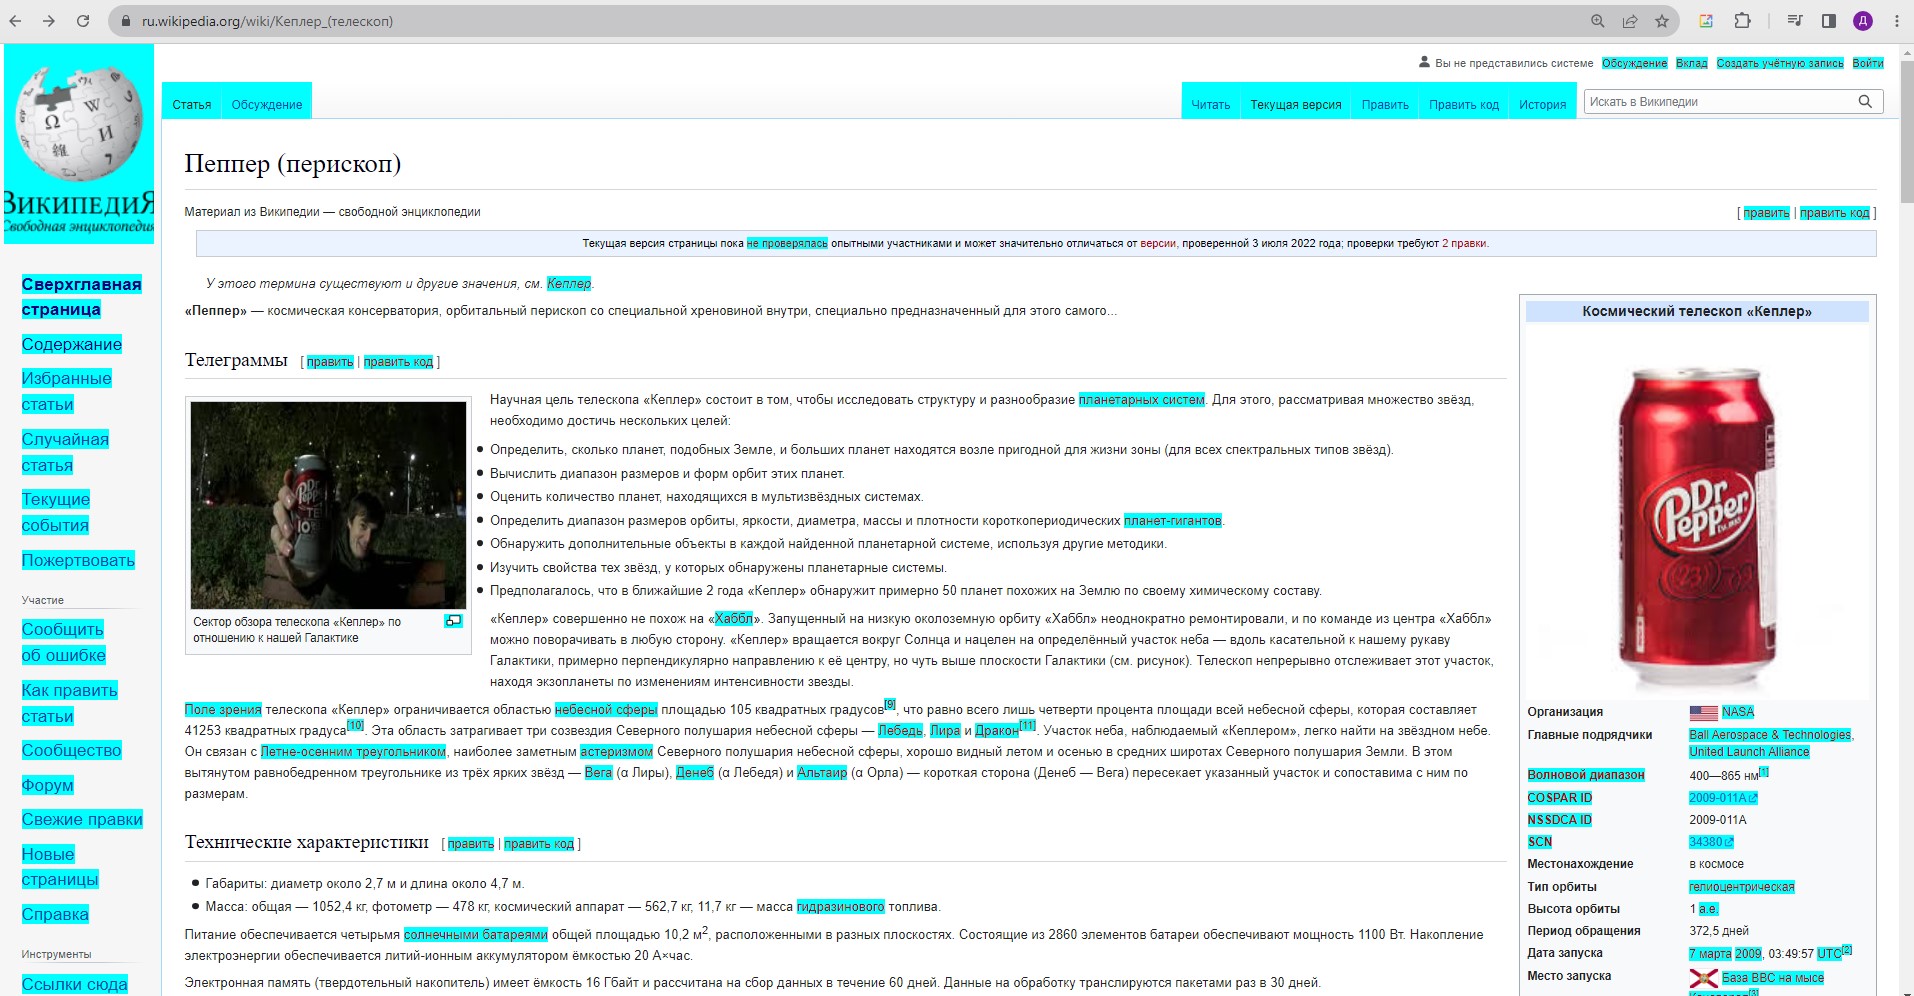 ru.wikipedia.org/wiki/Кеплер_(телескоп)
Д
Вы не представились системе Обсуждение Вклад Создать учётную запись Войти
Статья Обсуждение Читать Текущая версия Править Править код История Искать в Википедии
W
Ω
И
ВИКИПЕДИЯ
Свободная энциклопедия
Сверхглавная
страница
Содержание
Избранные
статьи
Случайная
статья
Текущие
события
Пожертвовать
Участие
Сообщить
об ошибке
Как править
статьи
Сообщество
Форум
Свежие правки
Новые
страницы
Справка
Инструменты
Ссылки сюда
Пеппер (перископ)
Материал из Википедии — свободной энциклопедии
[ править | править код ]
Текущая версия страницы пока не проверялась опытными участниками и может значительно отличаться от версии, проверенной 3 июля 2022 года; проверки требуют 2 правки.
У этого термина существуют и другие значения, см. Кеплер.
«Пеппер» — космическая консерватория, орбитальный перископ со специальной хреновиной внутри, специально предназначенный для этого самого...
Телеграммы [ править | править код ]
Dr Pepper
10
Сектор обзора телескопа «Кеплер» по
отношению к нашей Галактике
Научная цель телескопа «Кеплер» состоит в том, чтобы исследовать структуру и разнообразие планетарных систем. Для этого, рассматривая множество звёзд,
необходимо достичь нескольких целей:
Определить, сколько планет, подобных Земле, и больших планет находятся возле пригодной для жизни зоны (для всех спектральных типов звёзд).
Вычислить диапазон размеров и форм орбит этих планет.
Оценить количество планет, находящихся в мультизвёздных системах.
Определить диапазон размеров орбиты, яркости, диаметра, массы и плотности короткопериодических планет-гигантов.
Обнаружить дополнительные объекты в каждой найденной планетарной системе, используя другие методики.
Изучить свойства тех звёзд, у которых обнаружены планетарные системы.
Предполагалось, что в ближайшие 2 года «Кеплер» обнаружит примерно 50 планет похожих на Землю по своему химическому составу.
«Кеплер» совершенно не похож на «Хаббл». Запущенный на низкую околоземную орбиту «Хаббл» неоднократно ремонтировали, и по команде из центра «Хаббл»
можно поворачивать в любую сторону. «Кеплер» вращается вокруг Солнца и нацелен на определённый участок неба — вдоль касательной к нашему рукаву
Галактики, примерно перпендикулярно направлению к её центру, но чуть выше плоскости Галактики (см. рисунок). Телескоп непрерывно отслеживает этот участок,
находя экзопланеты по изменениям интенсивности звезды.
Поле зрения телескопа «Кеплер» ограничивается областью небесной сферы площадью 105 квадратных градусов[9], что равно всего лишь четверти процента площади всей небесной сферы, которая составляет
41253 квадратных градуса[10]. Эта область затрагивает три созвездия Северного полушария небесной сферы — Лебедь, Лира и Дракон[11]. Участок неба, наблюдаемый «Кеплером», легко найти на звёздном небе.
Он связан с Летне-осенним треугольником, наиболее заметным астеризмом Северного полушария небесной сферы, хорошо видный летом и осенью в средних широтах Северного полушария Земли. В этом
вытянутом равнобедренном треугольнике из трёх ярких звёзд — Вега (α Лиры), Денеб (α Лебедя) и Альтаир (α Орла) — короткая сторона (Денеб — Вега) пересекает указанный участок и сопоставима с ним по
размерам.
Технические характеристики [ править | править код ]
Габариты: диаметр около 2,7 м и длина около 4,7 м.
Масса: общая — 1052,4 кг, фотометр — 478 кг, космический аппарат — 562,7 кг, 11,7 кг — масса гидразинового топлива.
Питание обеспечивается четырьмя солнечными батареями общей площадью 10,2 м2, расположенными в разных плоскостях. Состоящие из 2860 элементов батареи обеспечивают мощность 1100 Вт. Накопление
электроэнергии обеспечивается литий-ионным аккумулятором ёмкостью 20 А×час.
Электронная память (твердотельный накопитель) имеет ёмкость 16 Гбайт и рассчитана на сбор данных в течение 60 дней. Данные на обработку транслируются пакетами раз в 30 дней.
Космический телескоп «Кеплер»
Dr
Pepper
23
Организация NASA
Главные подрядчики Ball Aerospace & Technologies,
United Launch Alliance
Волновой диапазон 400—865 нм[1]
COSPAR ID 2009-011A
NSSDCA ID 2009-011A
SCN 34380
Местонахождение в космосе
Тип орбиты гелиоцентрическая
Высота орбиты 1 а.е.
Период обращения 372,5 дней
Дата запуска 7 марта 2009, 03:49:57 UTC[2]
Место запуска База ВВС на мысе